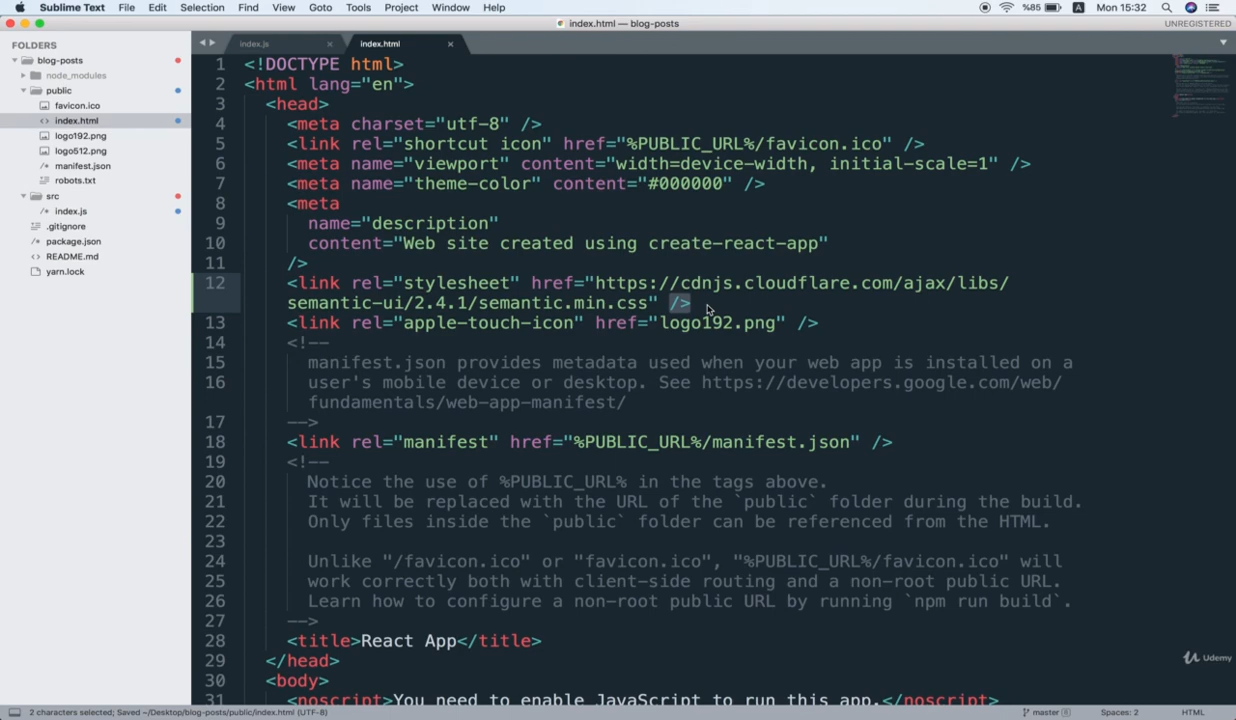 Sublime Text File Edit Selection Find View Goto Tools Project Window Help %85 A Mon 15:32
index.html — blog-posts UNREGISTERED
FOLDERS
blog-posts
node_modules
public
favicon.ico
index.html
logo192.png
logo512.png
manifest.json
robots.txt
src
index.js
.gitignore
package.json
README.md
yarn.lock
index.js index.html
1 <!DOCTYPE html>
2 <html lang="en">
3 <head>
4 <meta charset="utf-8" />
5 <link rel="shortcut icon" href="%PUBLIC_URL%/favicon.ico" />
6 <meta name="viewport" content="width=device-width, initial-scale=1" />
7 <meta name="theme-color" content="#000000" />
8 <meta
9 name="description"
10 content="Web site created using create-react-app"
11 />
12 <link rel="stylesheet" href="https://cdnjs.cloudflare.com/ajax/libs/
semantic-ui/2.4.1/semantic.min.css" />
13 <link rel="apple-touch-icon" href="logo192.png" />
14 <!--
15 manifest.json provides metadata used when your web app is installed on a
16 user's mobile device or desktop. See https://developers.google.com/web/
fundamentals/web-app-manifest/
17 -->
18 <link rel="manifest" href="%PUBLIC_URL%/manifest.json" />
19 <!--
20 Notice the use of %PUBLIC_URL% in the tags above.
21 It will be replaced with the URL of the `public` folder during the build.
22 Only files inside the `public` folder can be referenced from the HTML.
23
24 Unlike "/favicon.ico" or "favicon.ico", "%PUBLIC_URL%/favicon.ico" will
25 work correctly both with client-side routing and a non-root public URL.
26 Learn how to configure a non-root public URL by running `npm run build`.
27 -->
28 <title>React App</title>
29 </head>
30 <body>
31 <noscript>You need to enable JavaScript to run this app.</noscript>
Udemy
2 characters selected; Saved ~/Desktop/blog-posts/public/index.html (UTF-8) master Spaces: 2 HTML